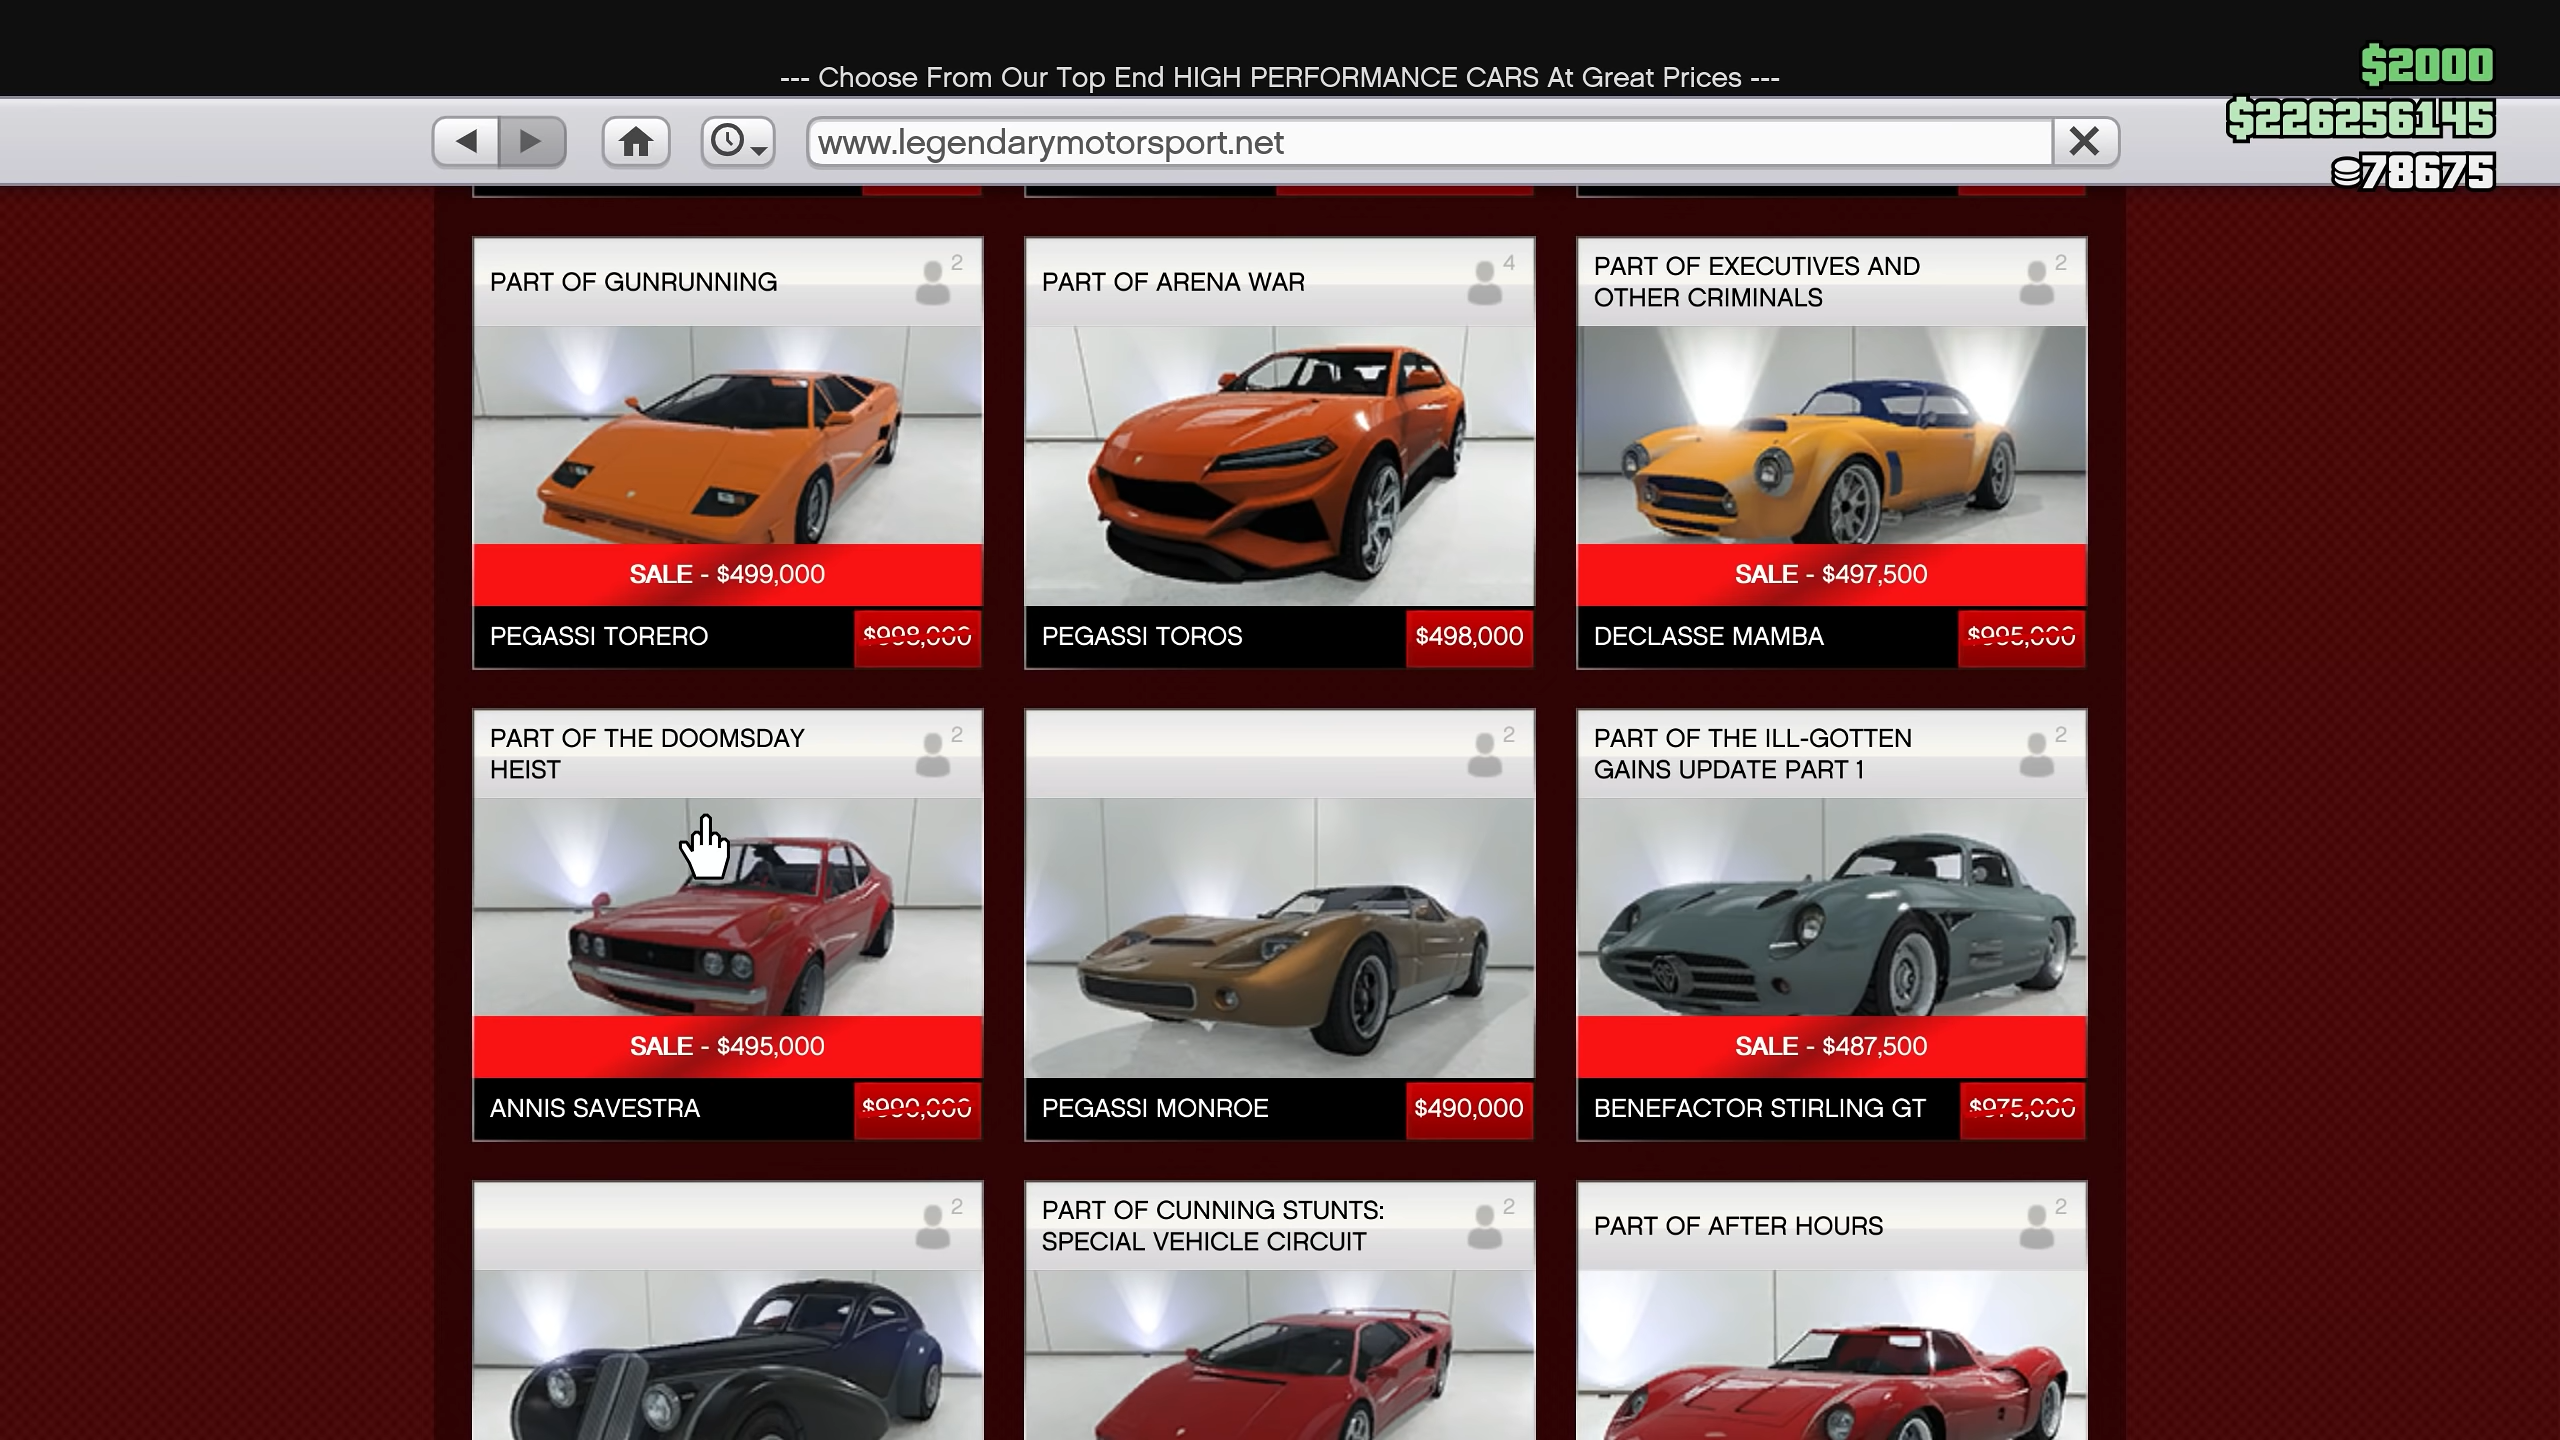 --- Choose From Our Top End HIGH PERFORMANCE CARS At Great Prices ---
$2000
$226256145
78675
www.legendarymotorsport.net
PART OF GUNRUNNING
2
PART OF ARENA WAR
4
PART OF EXECUTIVES AND
OTHER CRIMINALS
2
SALE - $499,000
SALE - $497,500
PEGASSI TORERO
$998,000
PEGASSI TOROS
$498,000
DECLASSE MAMBA
$995,000
PART OF THE DOOMSDAY
HEIST
2
2
PART OF THE ILL-GOTTEN
GAINS UPDATE PART 1
2
SALE - $495,000
SALE - $487,500
ANNIS SAVESTRA
$990,000
PEGASSI MONROE
$490,000
BENEFACTOR STIRLING GT
$975,000
2
PART OF CUNNING STUNTS:
SPECIAL VEHICLE CIRCUIT
2
PART OF AFTER HOURS
2